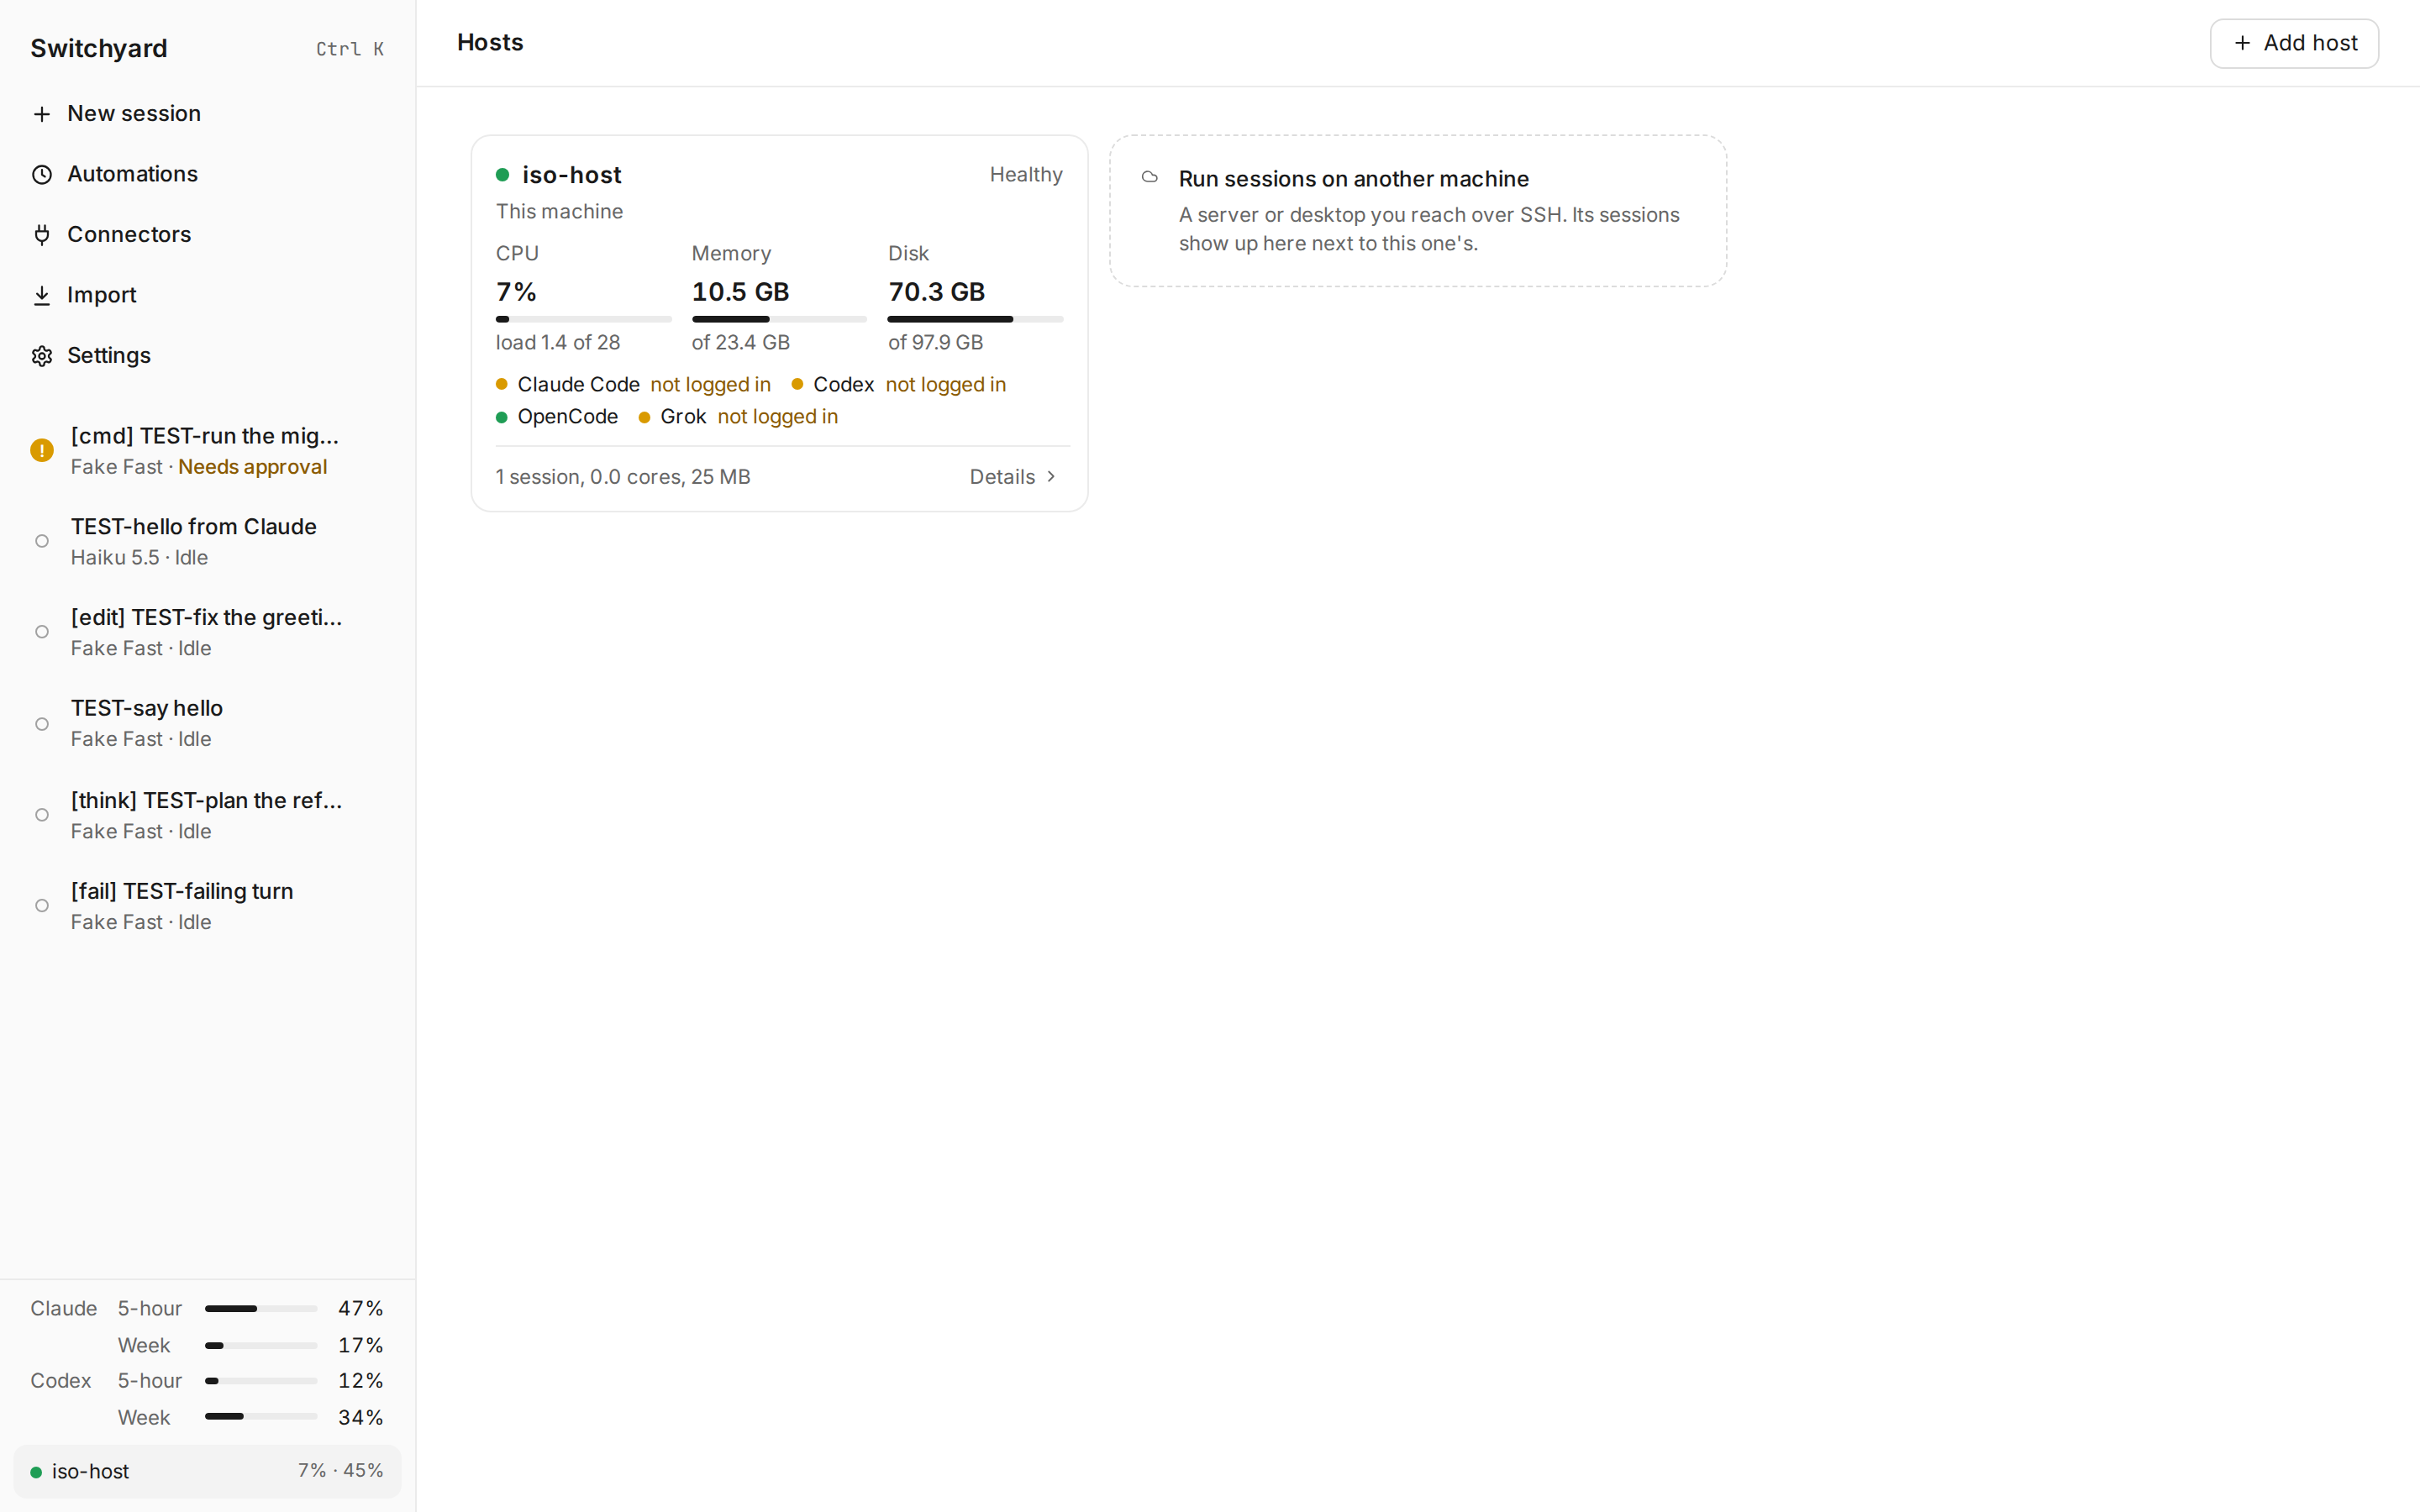 Switchyard
Ctrl K
New session
Automations
Connectors
Import
Settings
[cmd] TEST-run the mig...
Fake Fast · Needs approval
TEST-hello from Claude
Haiku 5.5 · Idle
[edit] TEST-fix the greeti...
Fake Fast · Idle
TEST-say hello
Fake Fast · Idle
[think] TEST-plan the ref...
Fake Fast · Idle
[fail] TEST-failing turn
Fake Fast · Idle
Claude 5-hour 47%
Week 17%
Codex 5-hour 12%
Week 34%
iso-host 7% · 45%
Hosts
Add host
iso-host Healthy
This machine
CPU Memory Disk
7% 10.5 GB 70.3 GB
load 1.4 of 28 of 23.4 GB of 97.9 GB
Claude Code not logged in Codex not logged in
OpenCode Grok not logged in
1 session, 0.0 cores, 25 MB Details
Run sessions on another machine
A server or desktop you reach over SSH. Its sessions
show up here next to this one's.